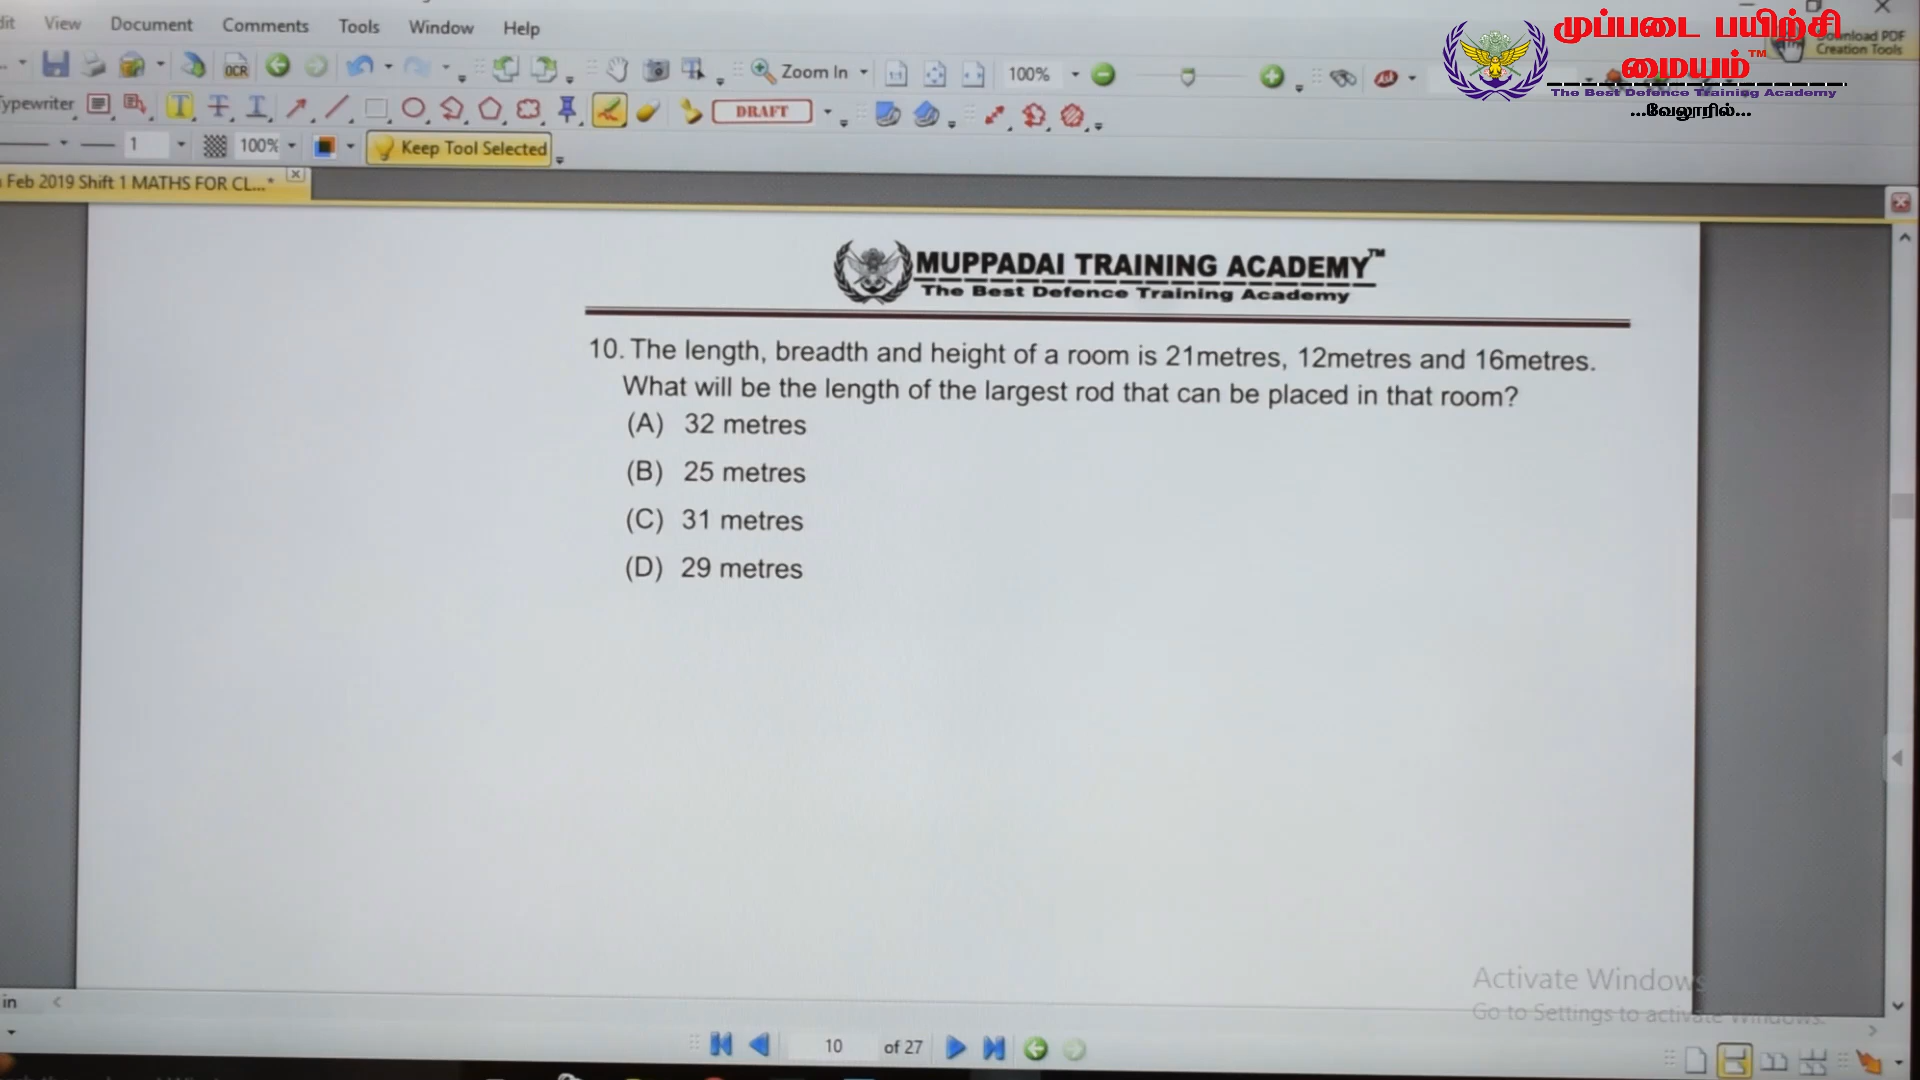 View Document Comments Tools Window Help
முப்படை பயிற்சி
மையம்™
The Best Defence Training Academy
...வேலூரில்...
Download PDF
Creation Tools
OCR
Zoom In
100%
DRAFT
1
100%
Keep Tool Selected
Feb 2019 Shift 1 MATHS FOR CL...*
MUPPADAI TRAINING ACADEMY™
The Best Defence Training Academy
10. The length, breadth and height of a room is 21metres, 12metres and 16metres.
What will be the length of the largest rod that can be placed in that room?
(A) 32 metres
(B) 25 metres
(C) 31 metres
(D) 29 metres
Activate Windows
Go to Settings to activate Windows.
in
10 of 27